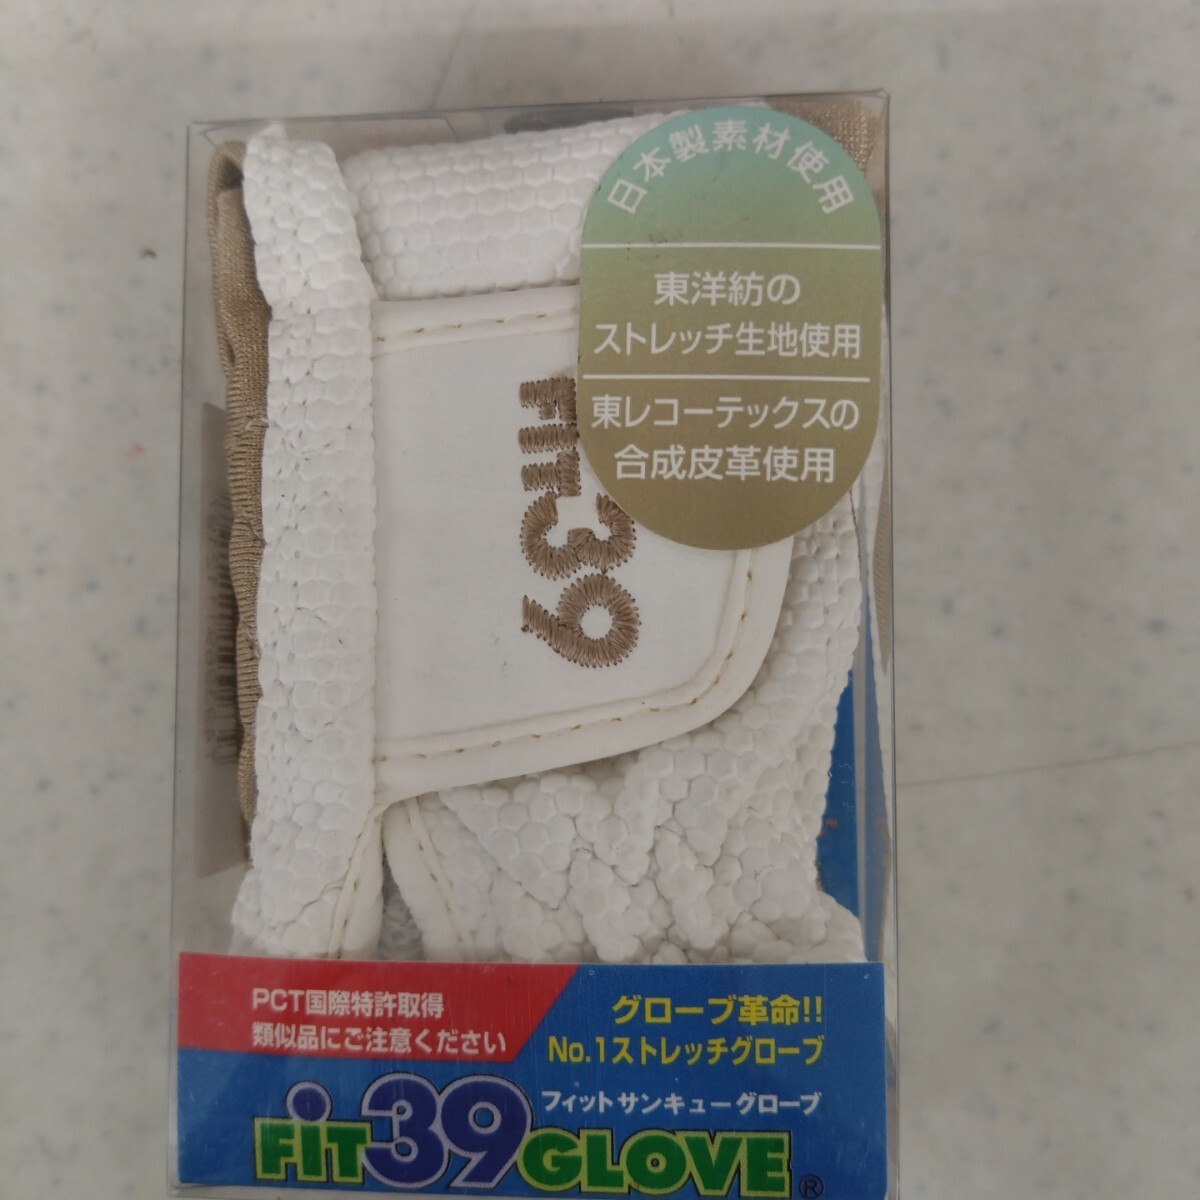 日本製素材使用
東洋紡の
ストレッチ生地使用
東レコーテックスの
合成皮革使用
FiT39
PCT国際特許取得
類似品にご注意ください
グローブ革命!!
No.1ストレッチグローブ
フィットサンキューグローブ
FiT39GLOVE®